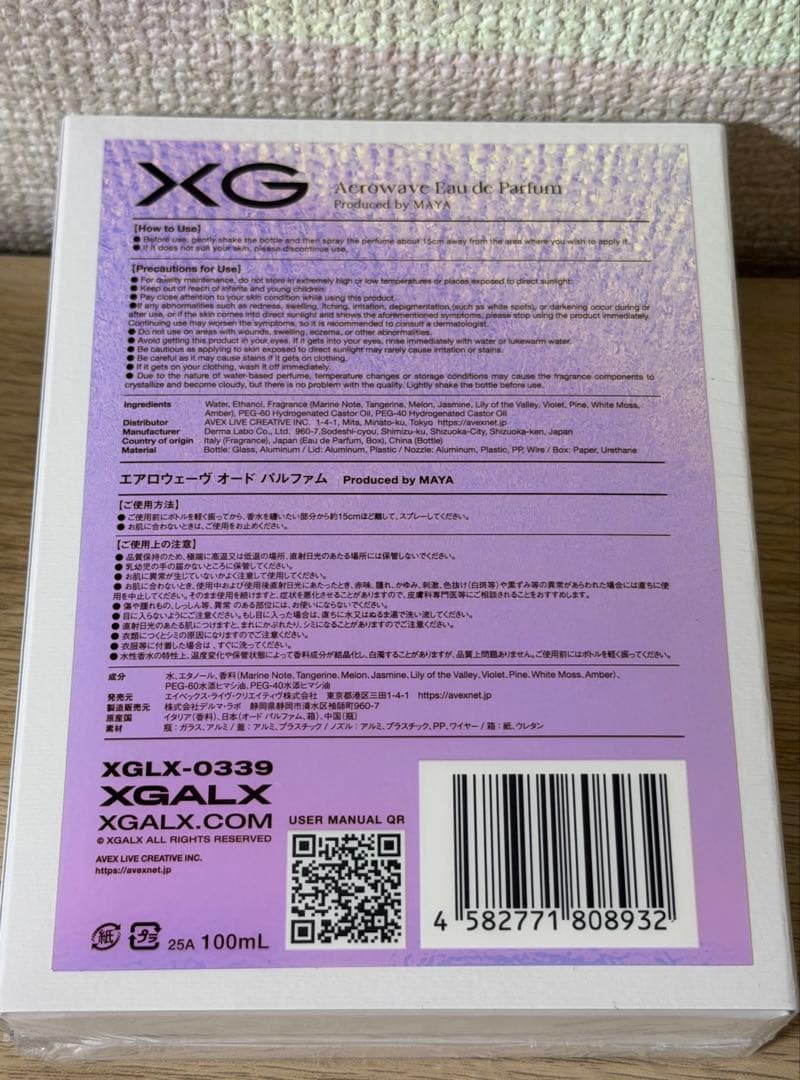 XG Aerowave Eau de Parfum
Produced by MAYA
[How to Use]
● Before use, gently shake the bottle and then spray the perfume about 15cm away from the area where you wish to apply it.
● If it does not suit your skin, please discontinue use.
[Precautions for Use]
● For quality maintenance, do not store in extremely high or low temperatures or places exposed to direct sunlight.
● Keep out of reach of infants and young children.
● Pay close attention to your skin condition while using this product.
● If any abnormalities such as redness, swelling, itching, irritation, depigmentation (such as white spots), or darkening occur during or
after use, or if the skin comes into direct sunlight and shows the aforementioned symptoms, please stop using the product immediately.
Continuing use may worsen the symptoms, so it is recommended to consult a dermatologist.
● Do not use on areas with wounds, swelling, eczema, or other abnormalities.
● Avoid getting this product in your eyes. If it gets into your eyes, rinse immediately with water or lukewarm water.
● Be cautious as applying to skin exposed to direct sunlight may rarely cause irritation or stains.
● Be careful as it may cause stains if it gets on clothing.
● If it gets on your clothing, wash it off immediately.
● Due to the nature of water-based perfume, temperature changes or storage conditions may cause the fragrance components to
crystallize and become cloudy, but there is no problem with the quality. Lightly shake the bottle before use.
Ingredients Water, Ethanol, Fragrance (Marine Note, Tangerine, Melon, Jasmine, Lily of the Valley, Violet, Pine, White Moss,
Amber), PEG-60 Hydrogenated Castor Oil, PEG-40 Hydrogenated Castor Oil
Distributor AVEX LIVE CREATIVE INC. 1-4-1, Mita, Minato-ku, Tokyo https://avexnet.jp
Manufacturer Derma Labo Co., Ltd. 960-7,Sodeshi-cyou, Shimizu-ku, Shizuoka-City, Shizuoka-ken, Japan
Country of origin Italy (Fragrance), Japan (Eau de Parfum, Box), China (Bottle)
Material Bottle: Glass, Aluminum / Lid: Aluminum, Plastic / Nozzle: Aluminum, Plastic, PP, Wire / Box: Paper, Urethane
エアロウェーヴ オード パルファム Produced by MAYA
【ご使用方法】
● ご使用前にボトルを軽く振ってから、香水を纏いたい部分から約15cmほど離して、スプレーしてください。
● お肌に合わないときは、ご使用をお止めください。
【ご使用上の注意】
● 品質保持のため、極端に高温又は低温の場所、直射日光のあたる場所には保管しないでください。
● 乳幼児の手の届かないところに保管してください。
● お肌に異常が生じていないかよく注意して使用してください。
● お肌に合わないとき、使用中および使用後直射日光にあたったとき、赤味、腫れ、かゆみ、刺激、色抜け(白斑等)や黒ずみ等の異常があらわれた場合には直ちに使
用を中止してください。そのまま使用を続けますと、症状を悪化させることがありますので、皮膚科専門医等にご相談されることをおすすめします。
● 傷や腫れもの、しっしん等、異常のある部位には、お使いにならないでください。
● 目に入らないようにご注意ください。もし目に入った場合は、直ちに水又はぬるま湯で洗い流してください。
● 直射日光のあたる肌につけますと、まれにかぶれたり、シミになることがありますのでご注意ください。
● 衣類につくとシミの原因になりますのでご注意ください。
● 衣服等に付着した場合は、すぐに洗ってください。
● 水性香水の特性上、温度変化や保管状態によって香料成分が結晶化し、白濁することがありますが、品質上問題ありません。ご使用前にはボトルを軽く振ってください。
成分 水、エタノール、香料(Marine Note, Tangerine, Melon, Jasmine, Lily of the Valley, Violet, Pine, White Moss, Amber)、
PEG-60水添ヒマシ油、PEG-40水添ヒマシ油
発売元 エイベックス・ライヴ・クリエイティヴ株式会社 東京都港区三田1-4-1 https://avexnet.jp
製造販売元 株式会社デルマ・ラボ 静岡県静岡市清水区袖師町960-7
原産国 イタリア(香料)、日本(オード パルファム、箱)、中国(瓶)
素材 瓶:ガラス、アルミ / 蓋:アルミ、プラスチック / ノズル:アルミ、プラスチック、PP、ワイヤー / 箱:紙、ウレタン
XGLX-0339
XGALX
XGALX.COM
© XGALX ALL RIGHTS RESERVED
AVEX LIVE CREATIVE INC.
https://avexnet.jp
紙 プラ 25A 100mL
USER MANUAL QR
4 582771 808932